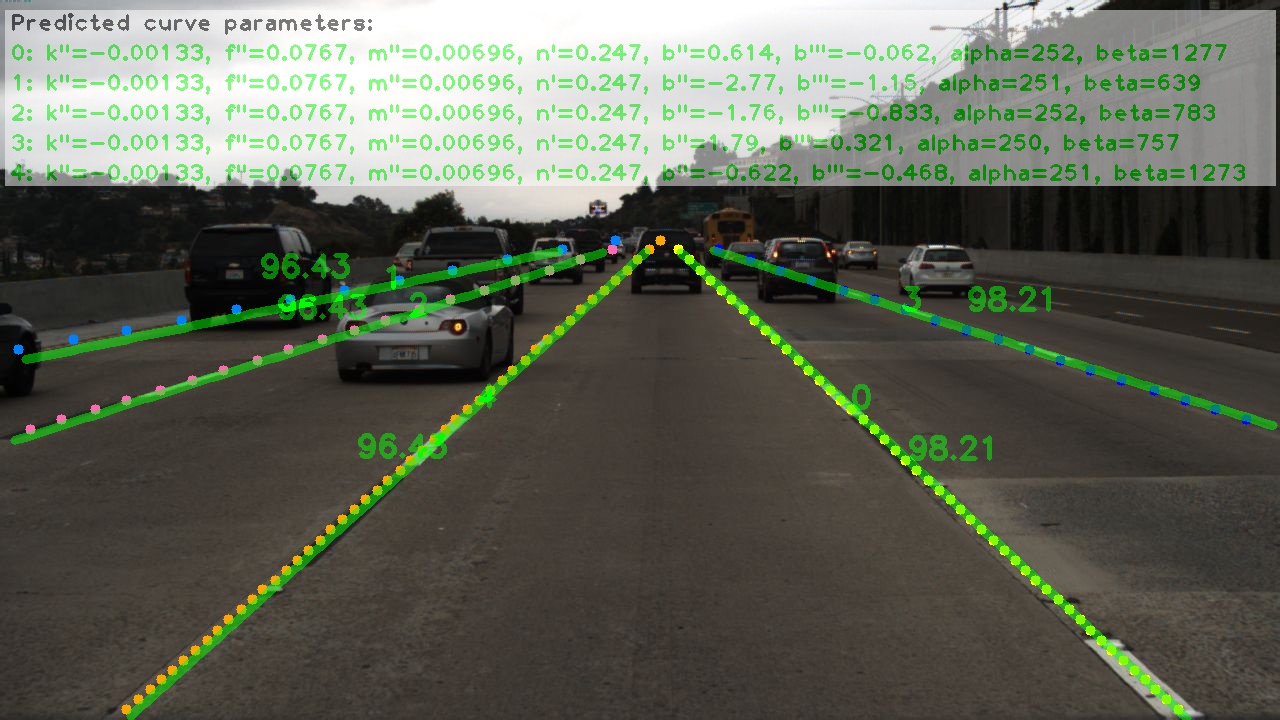 Predicted curve parameters:
0: k''=-0.00133, f''=0.0767, m''=0.00696, n'=0.247, b''=0.614, b'''=-0.062, alpha=252, beta=1277
1: k''=-0.00133, f''=0.0767, m''=0.00696, n'=0.247, b''=-2.77, b'''=-1.15, alpha=251, beta=639
2: k''=-0.00133, f''=0.0767, m''=0.00696, n'=0.247, b''=-1.76, b'''=-0.833, alpha=252, beta=783
3: k''=-0.00133, f''=0.0767, m''=0.00696, n'=0.247, b''=1.79, b'''=0.321, alpha=250, beta=757
4: k''=-0.00133, f''=0.0767, m''=0.00696, n'=0.247, b''=-0.622, b'''=-0.468, alpha=251, beta=1273
96.43 1
96.43 2
3 98.21
4
0
96.43
98.21